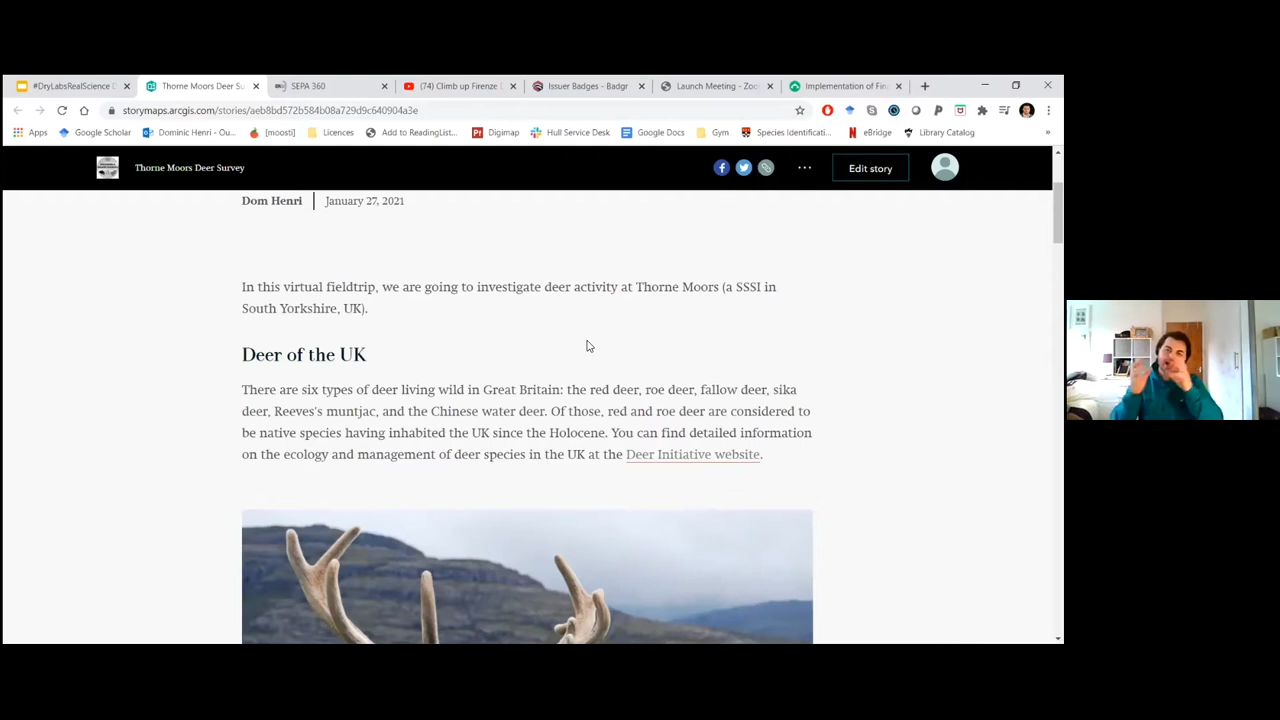 #DryLabsRealScience D
Thorne Moors Deer Su
SEPA 360
(74) Climb up Firenze D
Issuer Badges - Badgr
Launch Meeting - Zoo
Implementation of Fin
storymaps.arcgis.com/stories/aeb8bd572b584b08a729d9c640904a3e
Apps
Google Scholar
Dominic Henri - Ou...
[moosti]
Licences
Add to ReadingList...
Digimap
Hull Service Desk
Google Docs
Gym
Species Identificati...
eBridge
Library Catalog
»
Thorne Moors Deer Survey
Edit story
Dom Henri
January 27, 2021
In this virtual fieldtrip, we are going to investigate deer activity at Thorne Moors (a SSSI in
South Yorkshire, UK).
Deer of the UK
There are six types of deer living wild in Great Britain: the red deer, roe deer, fallow deer, sika
deer, Reeves's muntjac, and the Chinese water deer. Of those, red and roe deer are considered to
be native species having inhabited the UK since the Holocene. You can find detailed information
on the ecology and management of deer species in the UK at the Deer Initiative website.